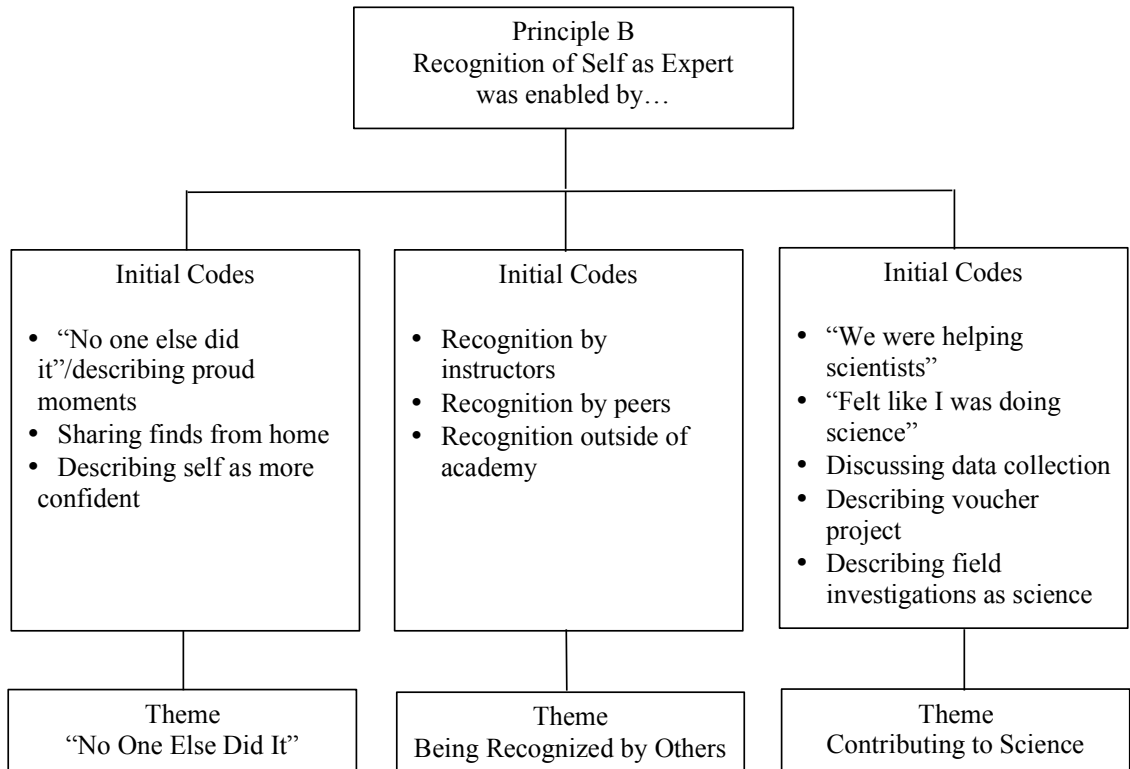 Principle B
Recognition of Self as Expert
was enabled by…
Initial Codes
• “No one else did
it”/describing proud
moments
• Sharing finds from home
• Describing self as more
confident
Initial Codes
• Recognition by
instructors
• Recognition by peers
• Recognition outside of
academy
Initial Codes
• “We were helping
scientists”
• “Felt like I was doing
science”
• Discussing data collection
• Describing voucher
project
• Describing field
investigations as science
Theme
“No One Else Did It”
Theme
Being Recognized by Others
Theme
Contributing to Science